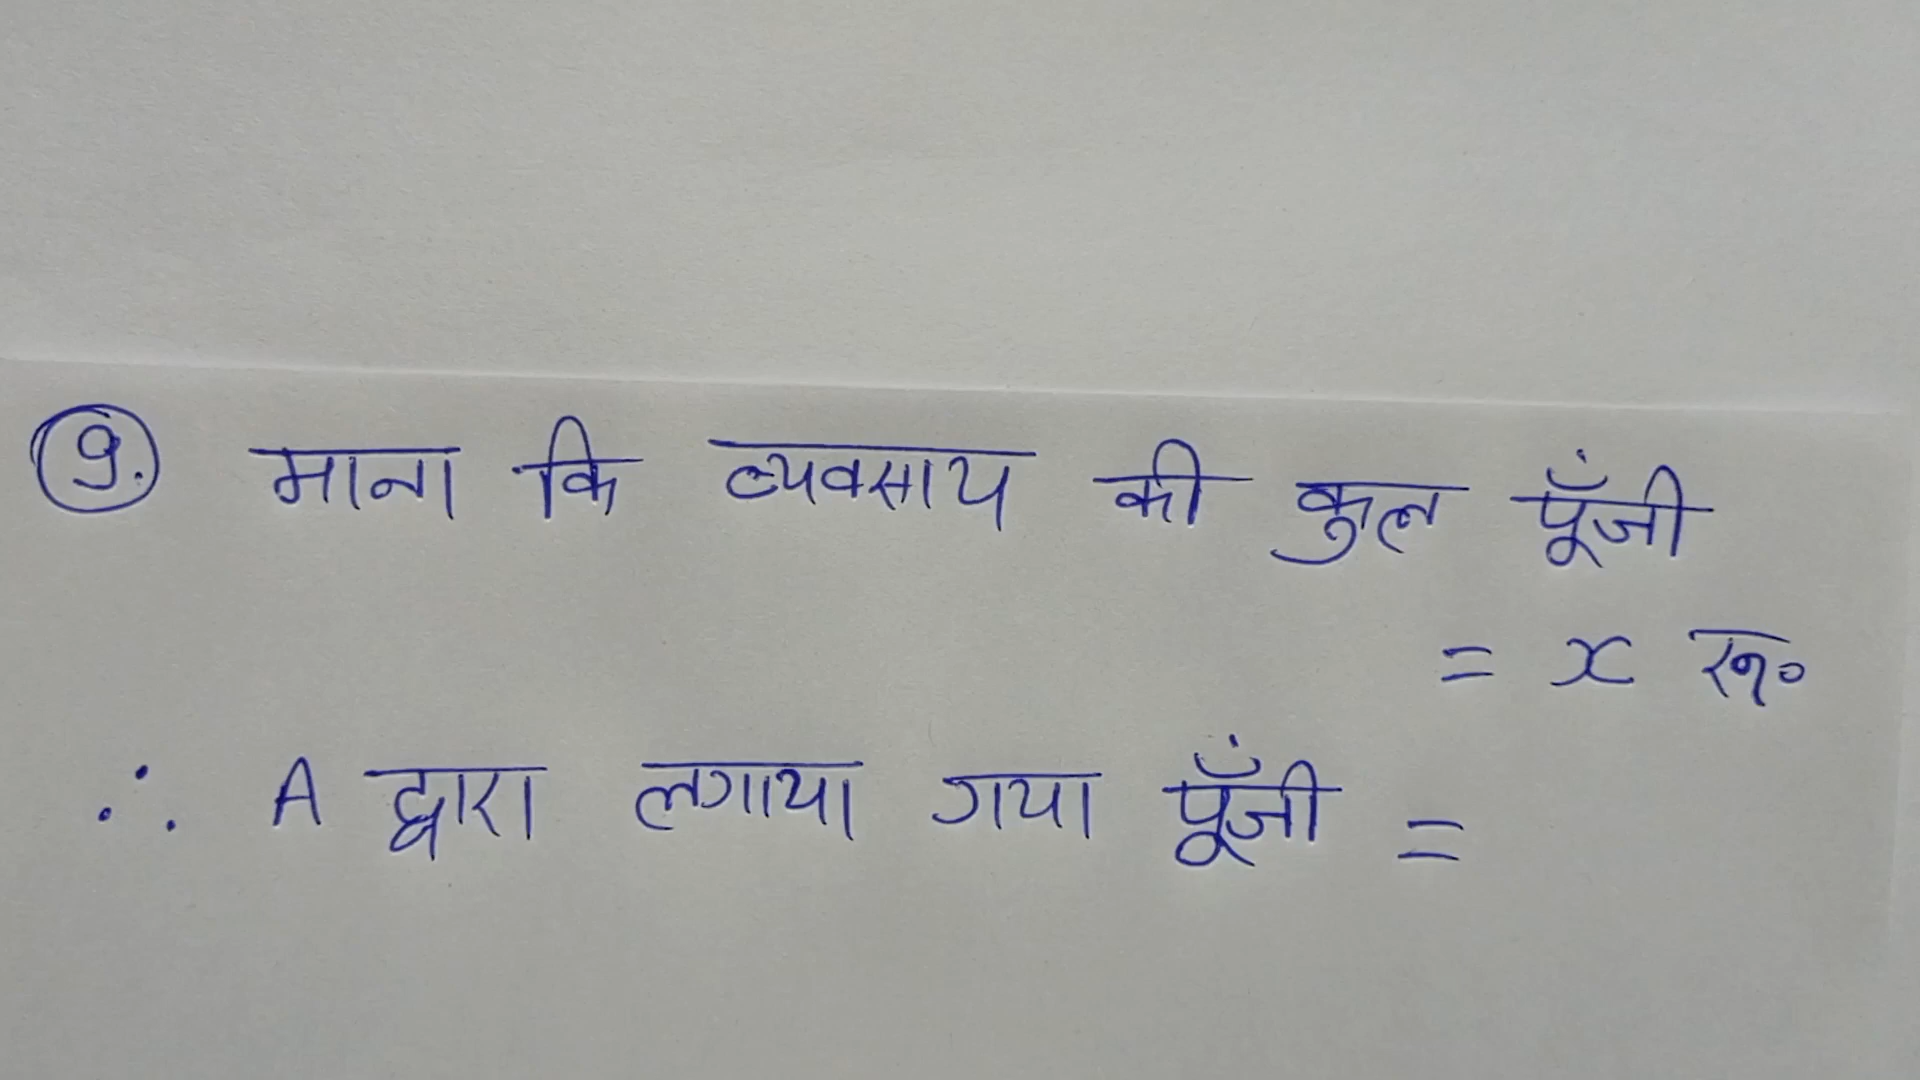 9. माना कि व्यवसाय की कुल पूँजी
= x रू०
∴ A द्वारा लगाया गया पूँजी =